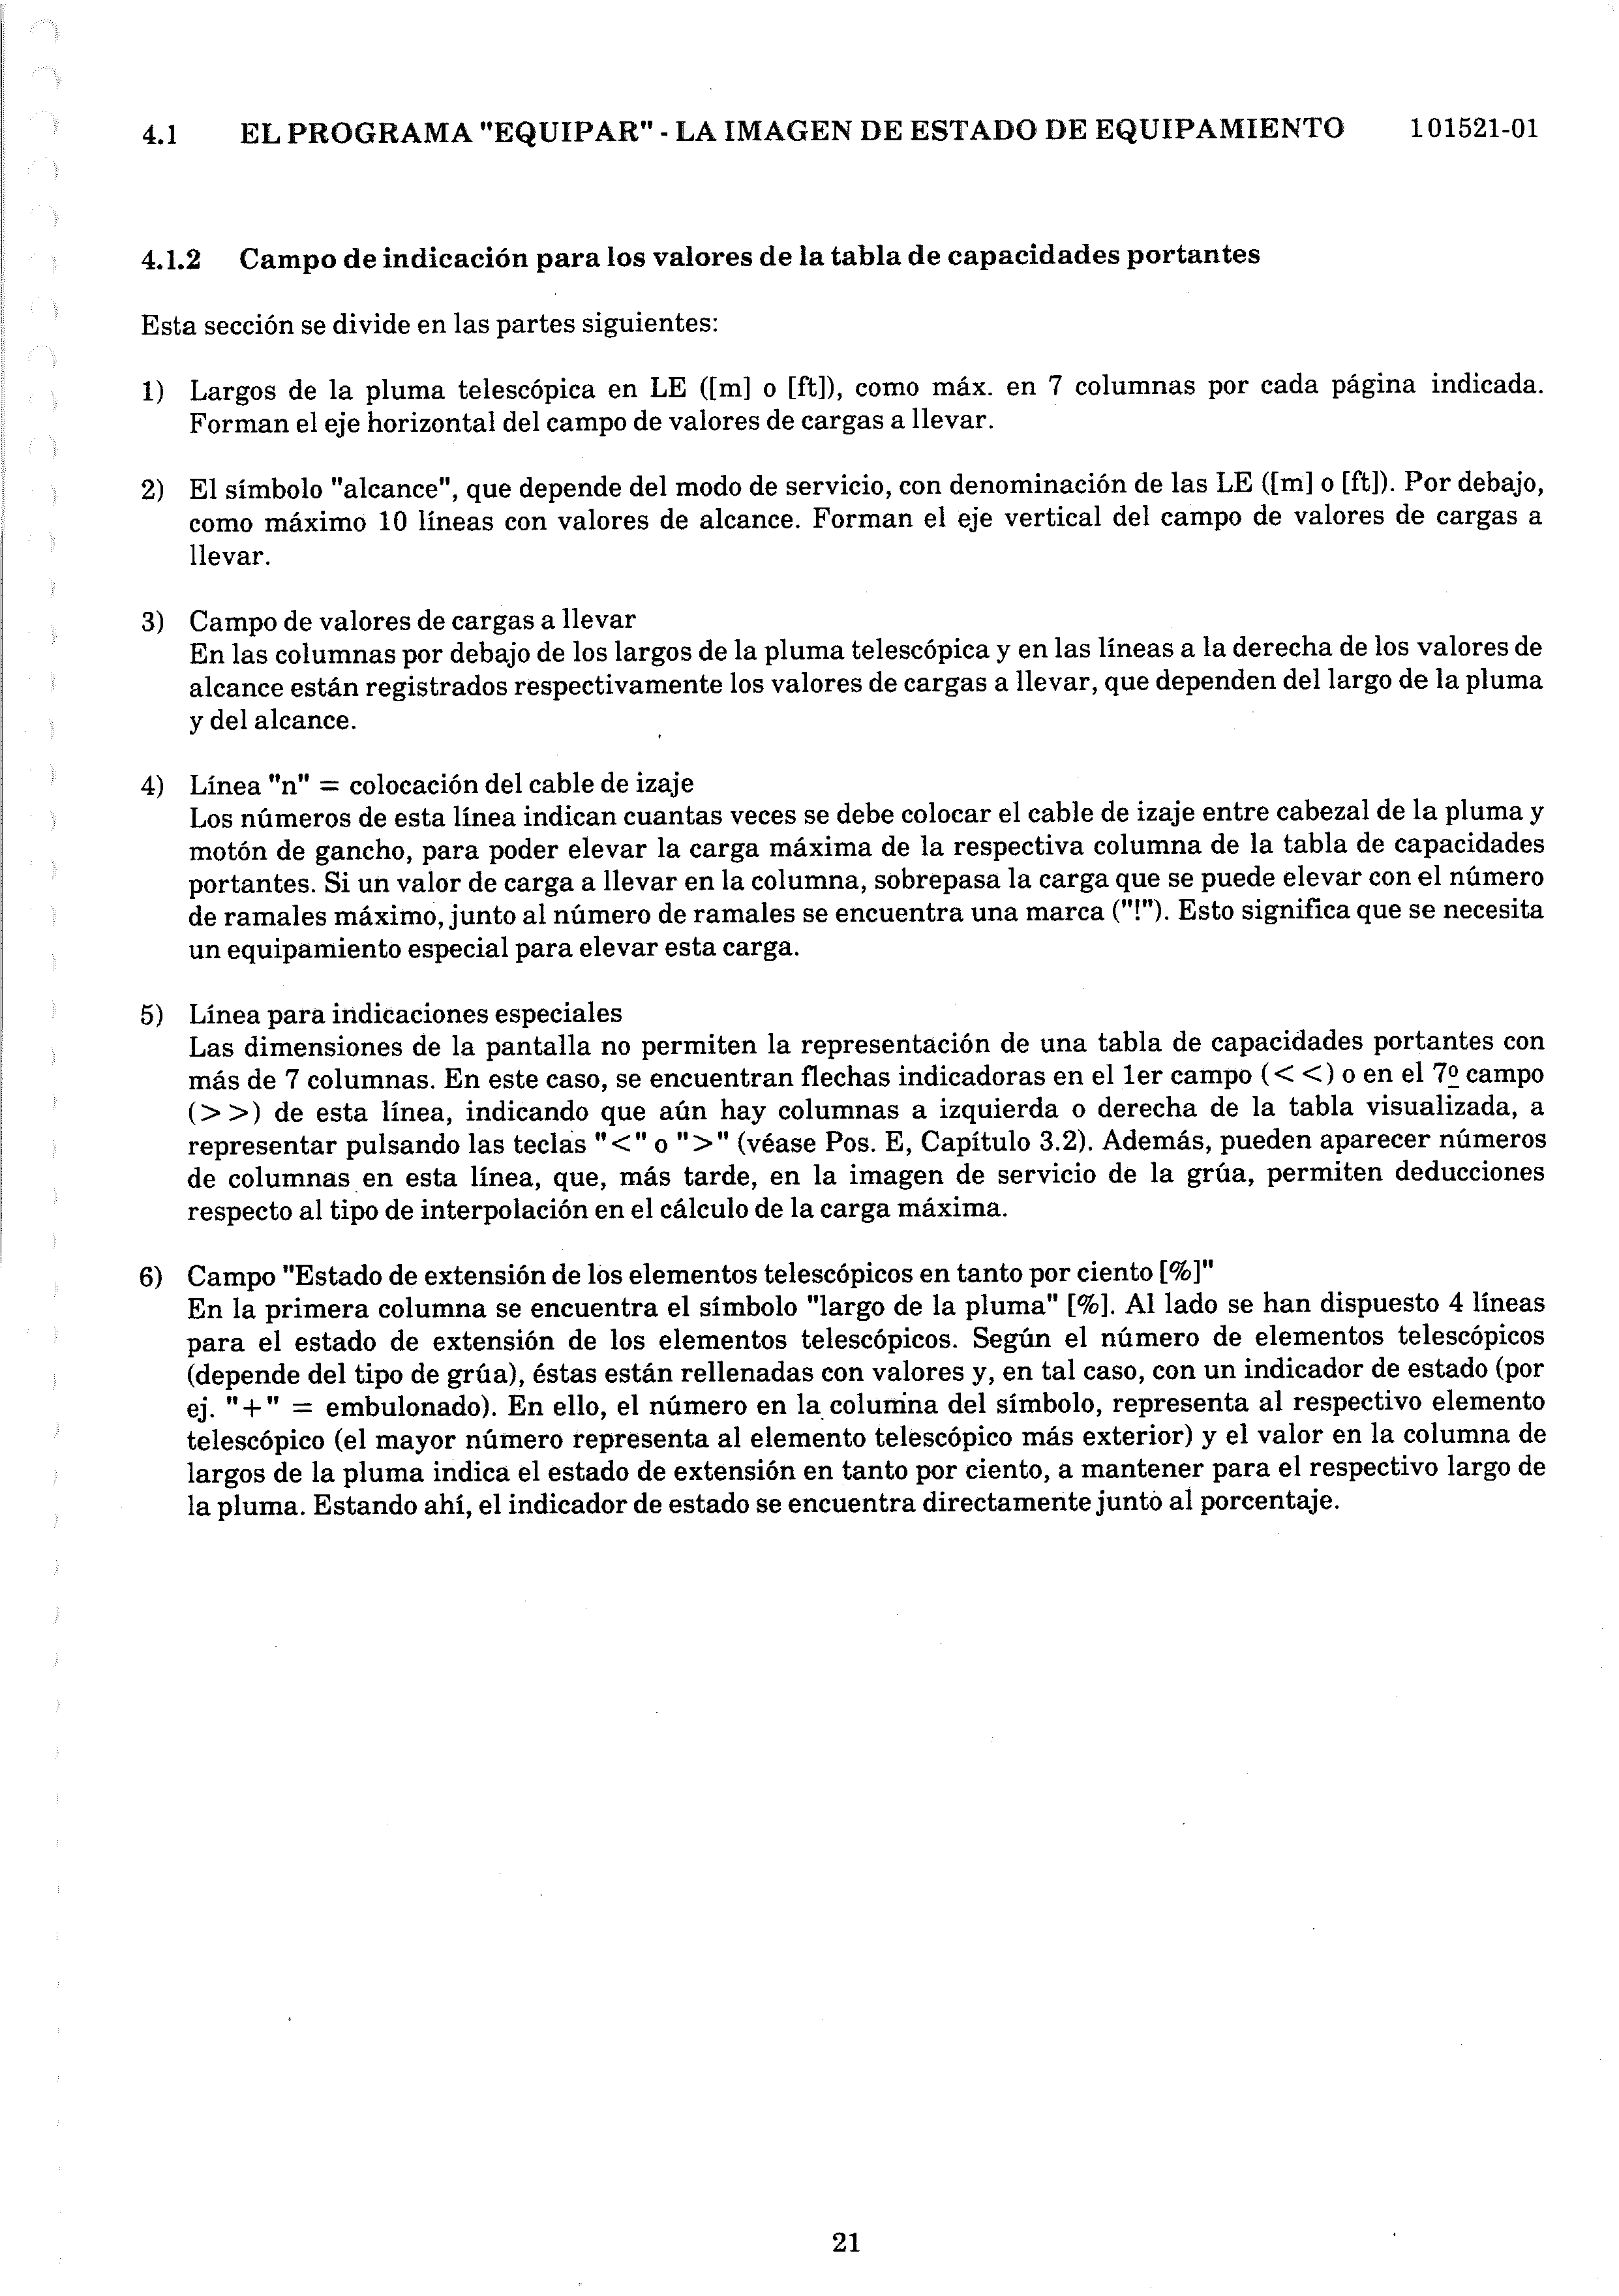 4.1 EL PROGRAMA "EQUIPAR" - LA IMAGEN DE ESTADO DE EQUIPAMIENTO 101521-01
4.1.2 Campo de indicación para los valores de la tabla de capacidades portantes
Esta sección se divide en las partes siguientes:
1) Largos de la pluma telescópica en LE ([m] o [ft]), como máx. en 7 columnas por cada página indicada.
Forman el eje horizontal del campo de valores de cargas a llevar.
2) El símbolo "alcance", que depende del modo de servicio, con denominación de las LE ([m] o [ft]). Por debajo,
como máximo 10 líneas con valores de alcance. Forman el eje vertical del campo de valores de cargas a
llevar.
3) Campo de valores de cargas a llevar
En las columnas por debajo de los largos de la pluma telescópica y en las líneas a la derecha de los valores de
alcance están registrados respectivamente los valores de cargas a llevar, que dependen del largo de la pluma
y del alcance.
4) Línea "n" = colocación del cable de izaje
Los números de esta línea indican cuantas veces se debe colocar el cable de izaje entre cabezal de la pluma y
motón de gancho, para poder elevar la carga máxima de la respectiva columna de la tabla de capacidades
portantes. Si un valor de carga a llevar en la columna, sobrepasa la carga que se puede elevar con el número
de ramales máximo, junto al número de ramales se encuentra una marca ("!"). Esto significa que se necesita
un equipamiento especial para elevar esta carga.
5) Línea para indicaciones especiales
Las dimensiones de la pantalla no permiten la representación de una tabla de capacidades portantes con
más de 7 columnas. En este caso, se encuentran flechas indicadoras en el 1er campo (< <) o en el 7º campo
(> >) de esta línea, indicando que aún hay columnas a izquierda o derecha de la tabla visualizada, a
representar pulsando las teclas "<" o ">" (véase Pos. E, Capítulo 3.2). Además, pueden aparecer números
de columnas en esta línea, que, más tarde, en la imagen de servicio de la grúa, permiten deducciones
respecto al tipo de interpolación en el cálculo de la carga máxima.
6) Campo "Estado de extensión de los elementos telescópicos en tanto por ciento [%]"
En la primera columna se encuentra el símbolo "largo de la pluma" [%]. Al lado se han dispuesto 4 líneas
para el estado de extensión de los elementos telescópicos. Según el número de elementos telescópicos
(depende del tipo de grúa), éstas están rellenadas con valores y, en tal caso, con un indicador de estado (por
ej. "+" = embulonado). En ello, el número en la columna del símbolo, representa al respectivo elemento
telescópico (el mayor número representa al elemento telescópico más exterior) y el valor en la columna de
largos de la pluma indica el estado de extensión en tanto por ciento, a mantener para el respectivo largo de
la pluma. Estando ahí, el indicador de estado se encuentra directamente junto al porcentaje.
21